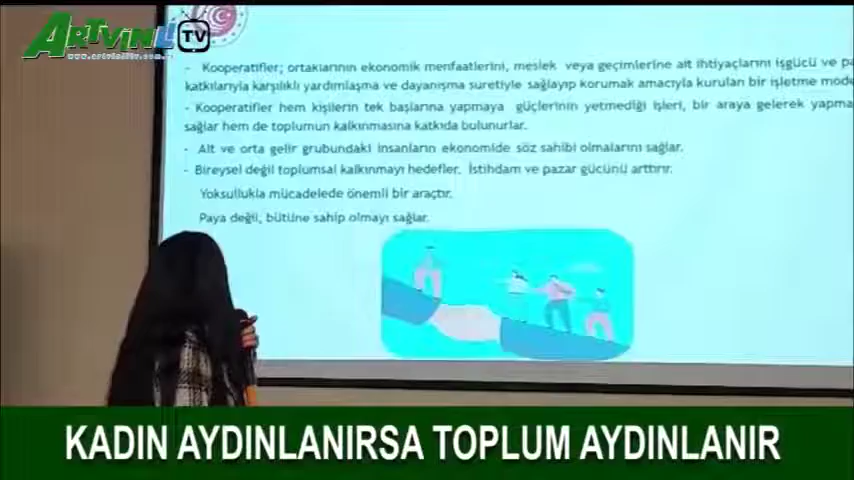 ARTVİNLİ TV
- Kooperatifler; ortaklarının ekonomik menfaatlerini, meslek veya geçimlerine ait ihtiyaçlarını işgücü ve
katkılarıyla karşılıklı yardımlaşma ve dayanışma suretiyle sağlayıp korumak amacıyla kurulan bir işletme
- Kooperatifler hem kişilerin tek başlarına yapmaya güçlerinin yetmediği işleri, bir araya gelerek
sağlar hem de toplumun kalkınmasına katkıda bulunurlar.
- Alt ve orta gelir grubundaki insanların ekonomide söz sahibi olmalarını sağlar.
- Bireysel değil toplumsal kalkınmayı hedefler. İstihdam ve pazar gücünü arttırır.
Yoksullukla mücadelede önemli bir araçtır.
Paya değil, bütüne sahip olmayı sağlar.
KADIN AYDINLANIRSA TOPLUM AYDINLANIR